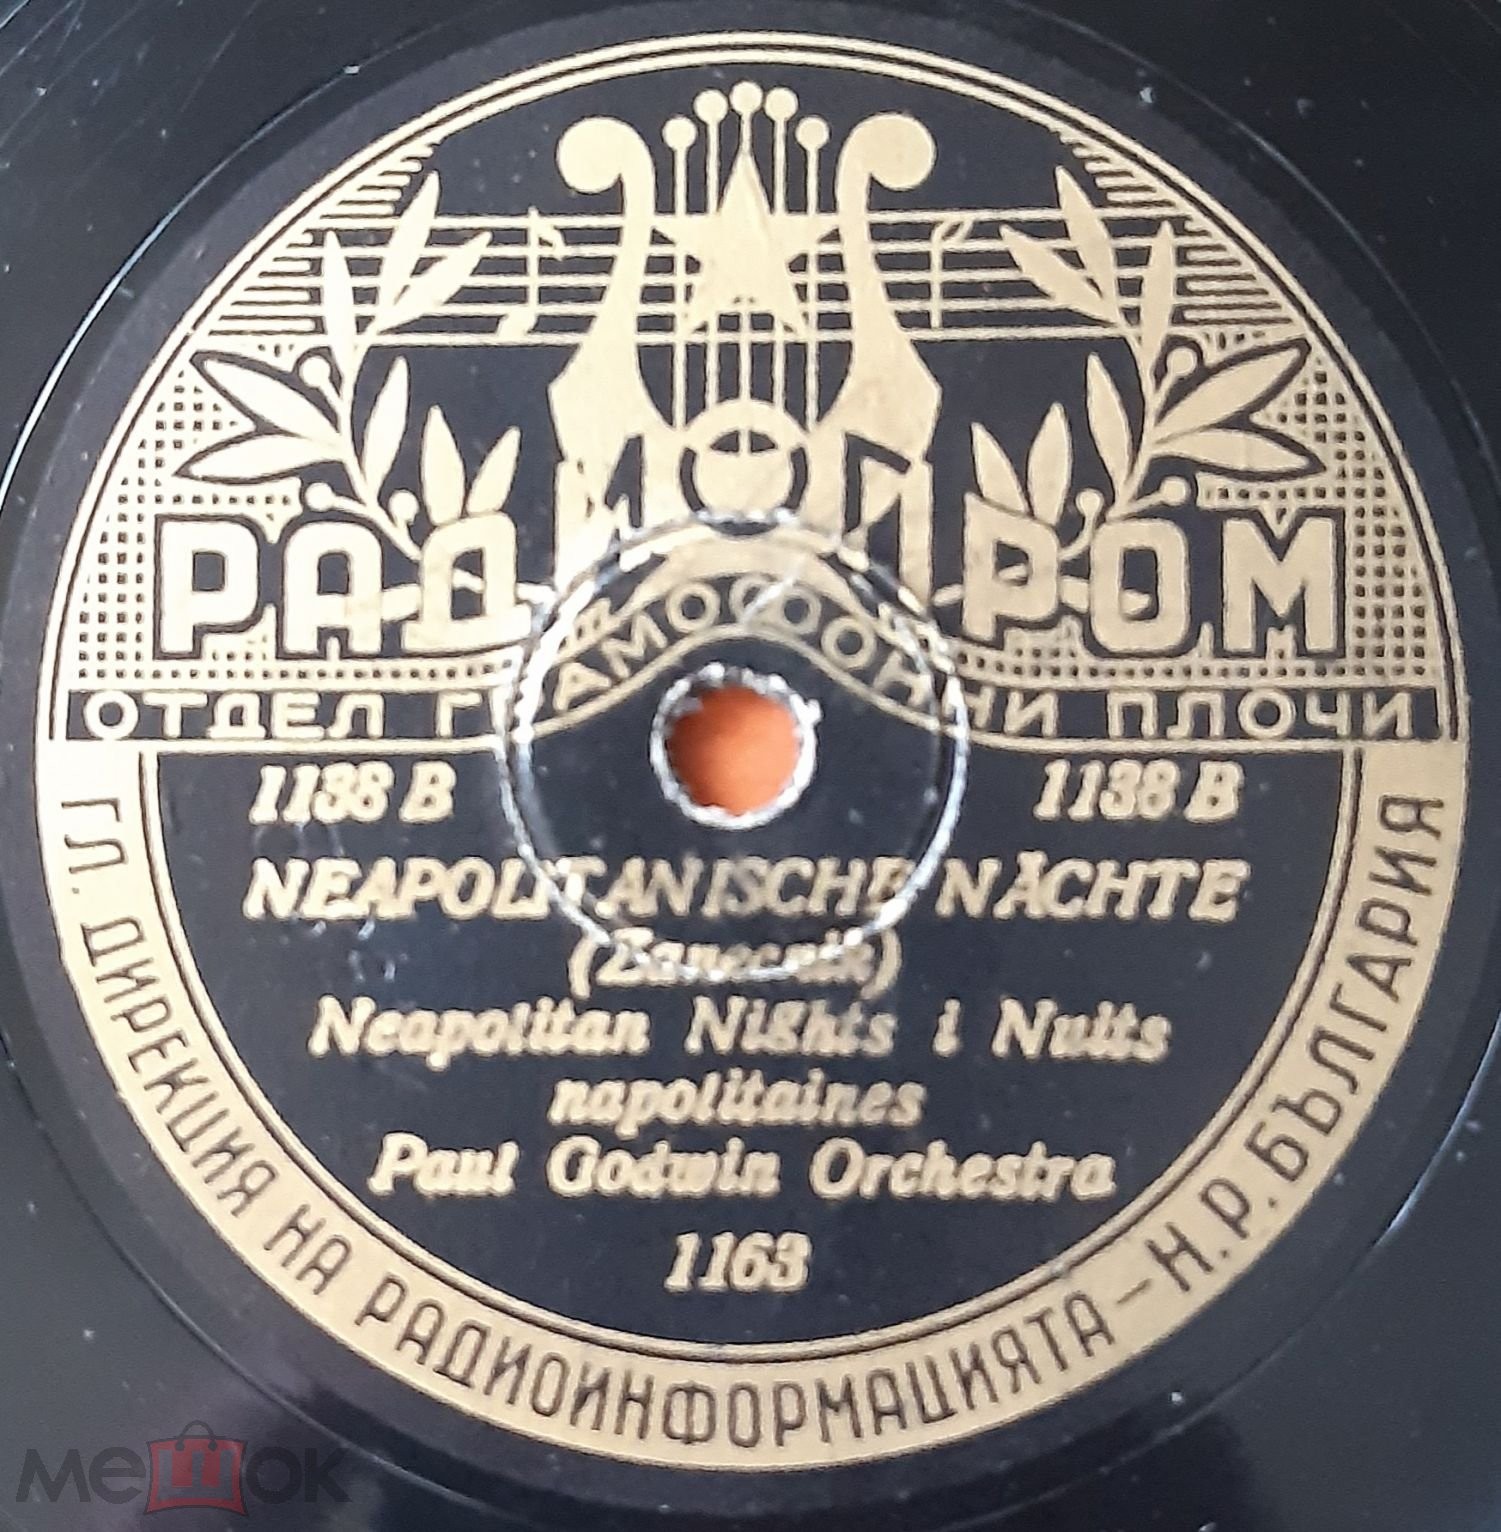 РАДИОПРОМ
ОТДЕЛ ГРАМОФОННИ ПЛОЧИ
1138 B 1138 B
NEAPOLITANISCHE NÄCHTE
(Zamecnik)
Neapolitan Nights i Nuits
napolitaines
Paul Godwin Orchestra
1163
ГЛ. ДИРЕКЦИЯ НА РАДИОИНФОРМАЦИЯТА – Н.Р. БЪЛГАРИЯ
мешок